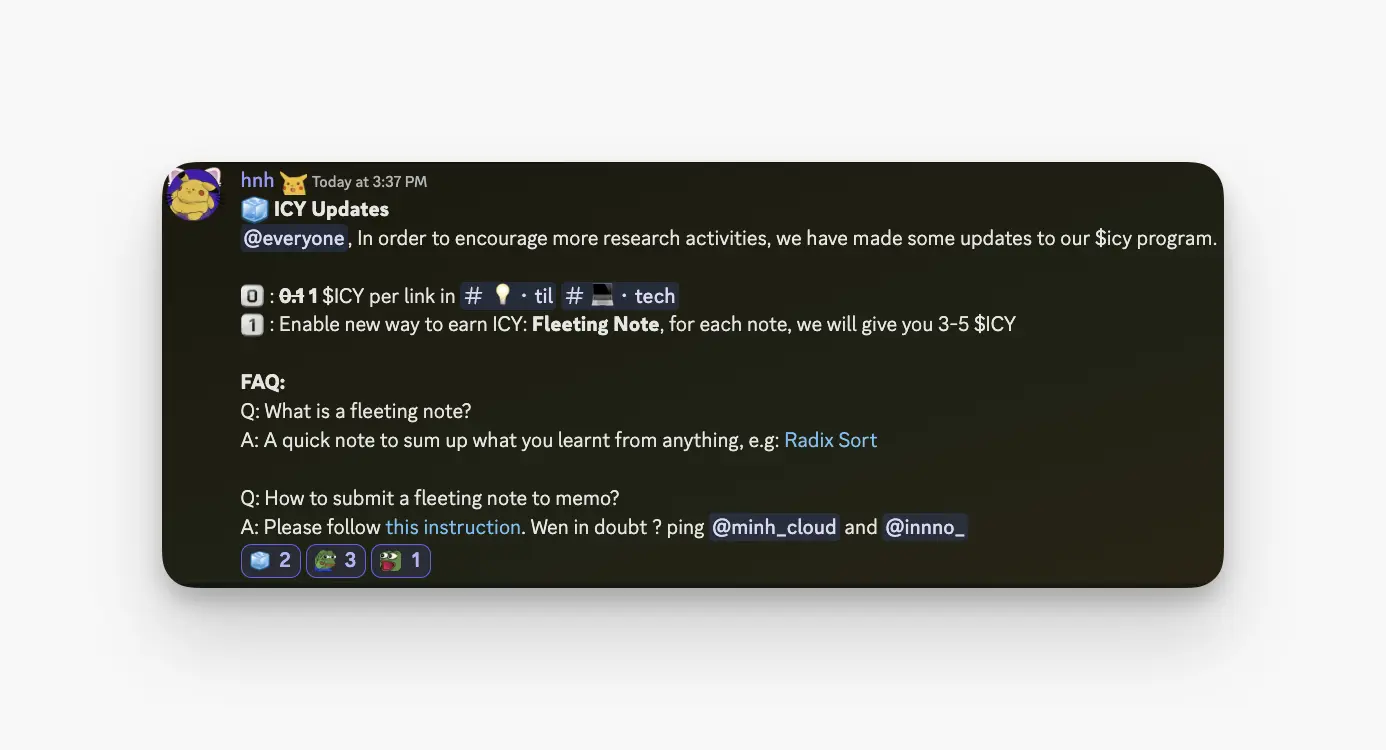 hnh Today at 3:37 PM
ICY Updates
@everyone, In order to encourage more research activities, we have made some updates to our $icy program.
0 : 0.1 1 $ICY per link in # · til # · tech
1 : Enable new way to earn ICY: Fleeting Note, for each note, we will give you 3-5 $ICY
FAQ:
Q: What is a fleeting note?
A: A quick note to sum up what you learnt from anything, e.g: Radix Sort
Q: How to submit a fleeting note to memo?
A: Please follow this instruction. Wen in doubt ? ping @minh_cloud and @innno_
2 3 1